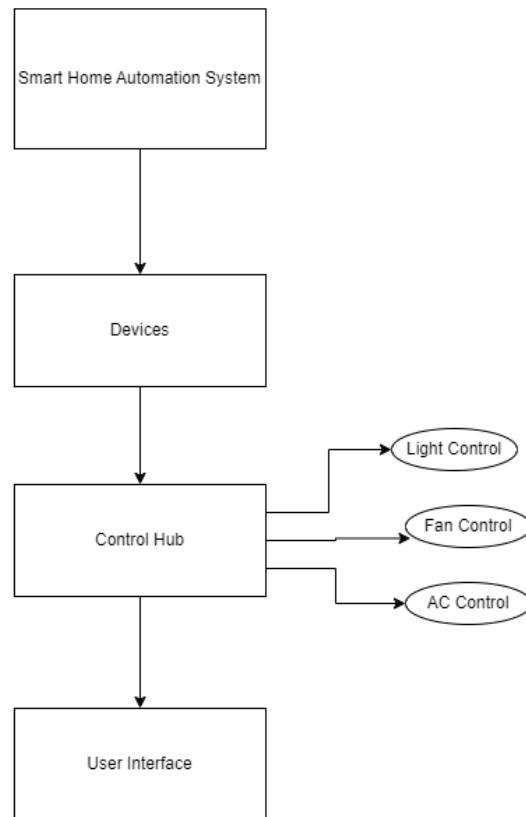 Smart Home Automation System
Devices
Light Control
Fan Control
Control Hub
AC Control
User Interface